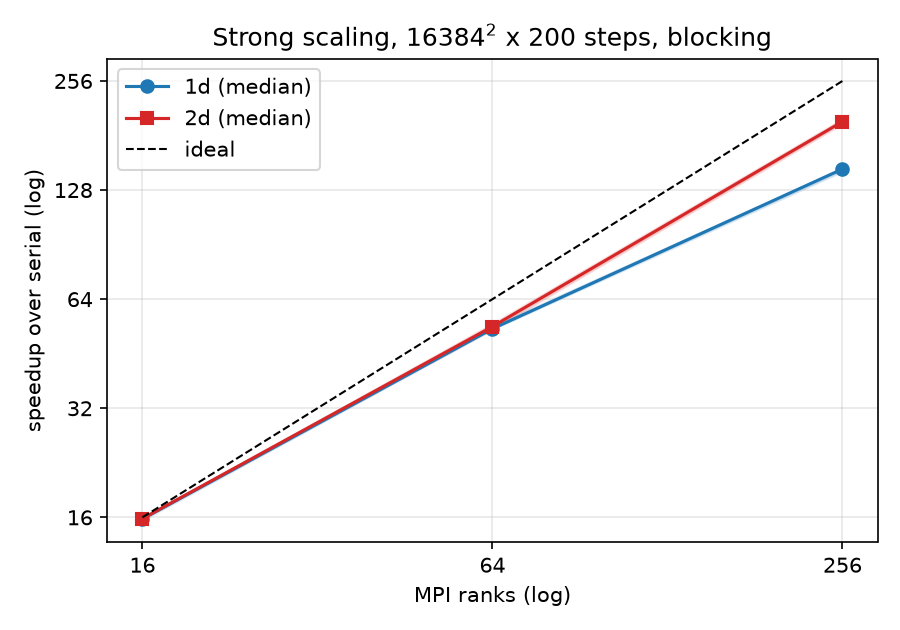 Strong scaling, 16384² x 200 steps, blocking
1d (median)
2d (median)
ideal
speedup over serial (log)
256
128
64
32
16
16 64 256
MPI ranks (log)